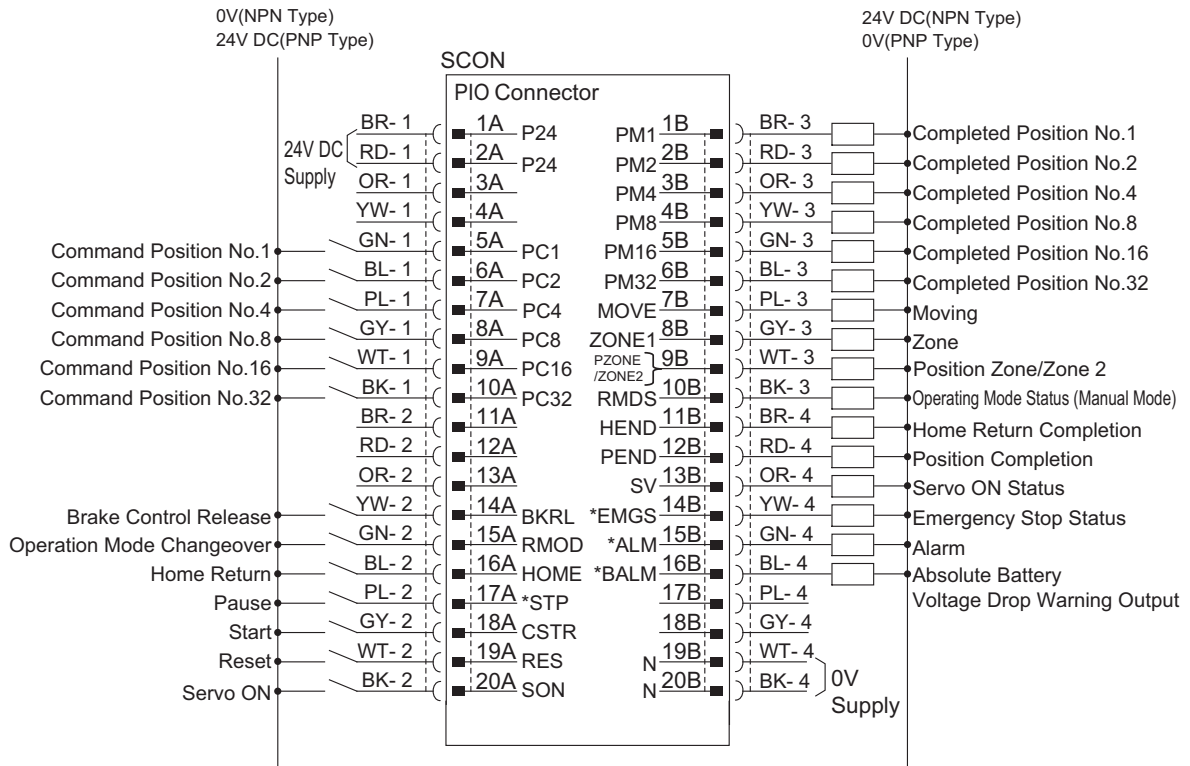 0V(NPN Type)
24V DC(PNP Type)
24V DC(NPN Type)
0V(PNP Type)
SCON
PIO Connector
24V DC
Supply
BR- 1 1A P24 PM1 1B BR- 3 Completed Position No.1
RD- 1 2A P24 PM2 2B RD- 3 Completed Position No.2
OR- 1 3A PM4 3B OR- 3 Completed Position No.4
YW- 1 4A PM8 4B YW- 3 Completed Position No.8
Command Position No.1 GN- 1 5A PC1 PM16 5B GN- 3 Completed Position No.16
Command Position No.2 BL- 1 6A PC2 PM32 6B BL- 3 Completed Position No.32
Command Position No.4 PL- 1 7A PC4 MOVE 7B PL- 3 Moving
Command Position No.8 GY- 1 8A PC8 ZONE1 8B GY- 3 Zone
Command Position No.16 WT- 1 9A PC16 PZONE /ZONE2 9B WT- 3 Position Zone/Zone 2
Command Position No.32 BK- 1 10A PC32 RMDS 10B BK- 3 Operating Mode Status (Manual Mode)
BR- 2 11A HEND 11B BR- 4 Home Return Completion
RD- 2 12A PEND 12B RD- 4 Position Completion
OR- 2 13A SV 13B OR- 4 Servo ON Status
Brake Control Release YW- 2 14A BKRL *EMGS 14B YW- 4 Emergency Stop Status
Operation Mode Changeover GN- 2 15A RMOD *ALM 15B GN- 4 Alarm
Home Return BL- 2 16A HOME *BALM 16B BL- 4 Absolute Battery
Pause PL- 2 17A *STP 17B PL- 4 Voltage Drop Warning Output
Start GY- 2 18A CSTR 18B GY- 4
Reset WT- 2 19A RES N 19B WT- 4
Servo ON BK- 2 20A SON N 20B BK- 4
0V
Supply